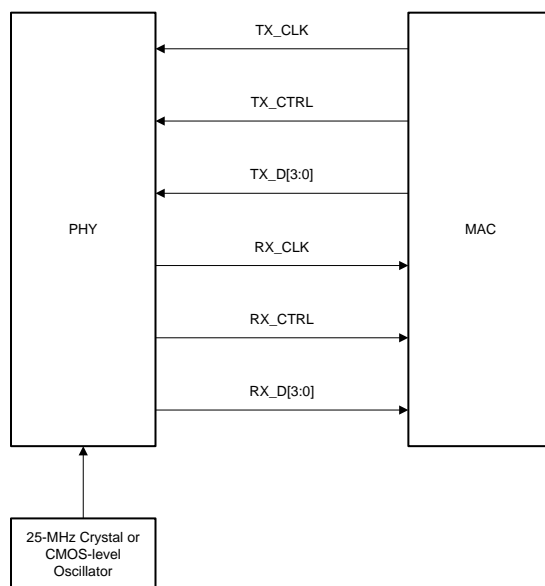 TX_CLK
TX_CTRL
TX_D[3:0]
PHY
MAC
RX_CLK
RX_CTRL
RX_D[3:0]
25-MHz Crystal or
CMOS-level
Oscillator